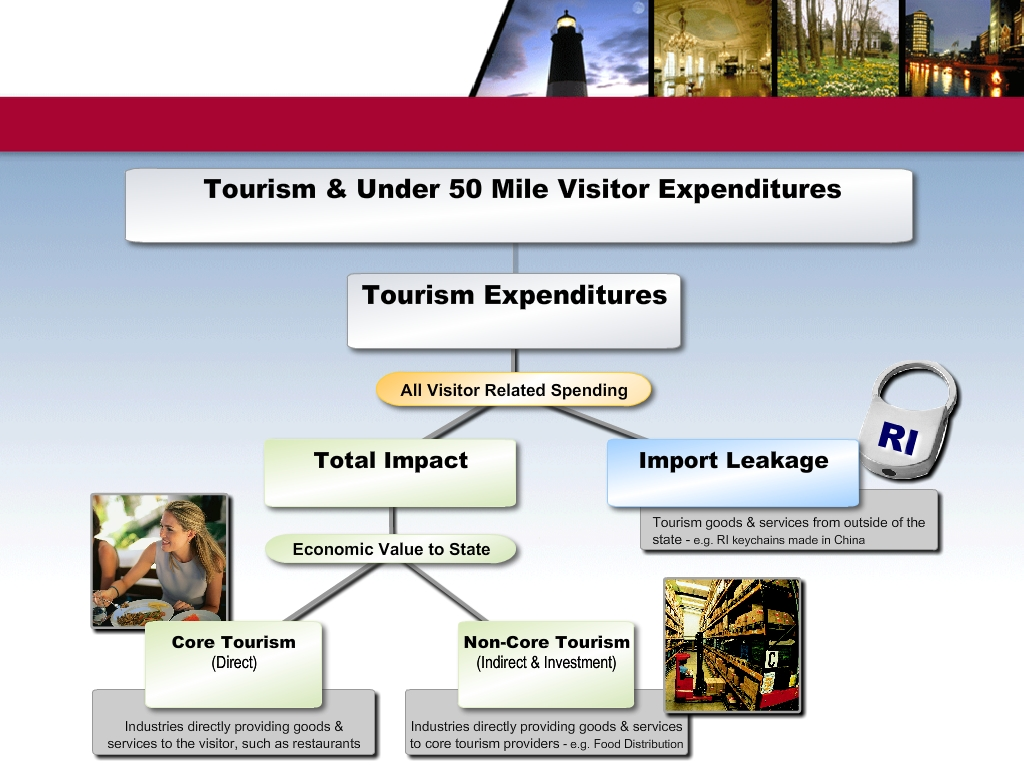 Tourism & Under 50 Mile Visitor Expenditures
Tourism Expenditures
All Visitor Related Spending
Total Impact
Import Leakage
RI
Tourism goods & services from outside of the
state - e.g. RI keychains made in China
Economic Value to State
Core Tourism
(Direct)
Non-Core Tourism
(Indirect & Investment)
C
Industries directly providing goods &
services to the visitor, such as restaurants
Industries directly providing goods & services
to core tourism providers - e.g. Food Distribution